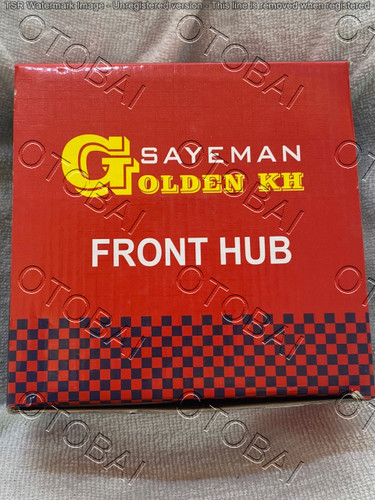 TSR Watermark Image - Unregistered version - This line is removed when registered
OTOBAI
SAYEMAN
GOLDEN KH
FRONT HUB